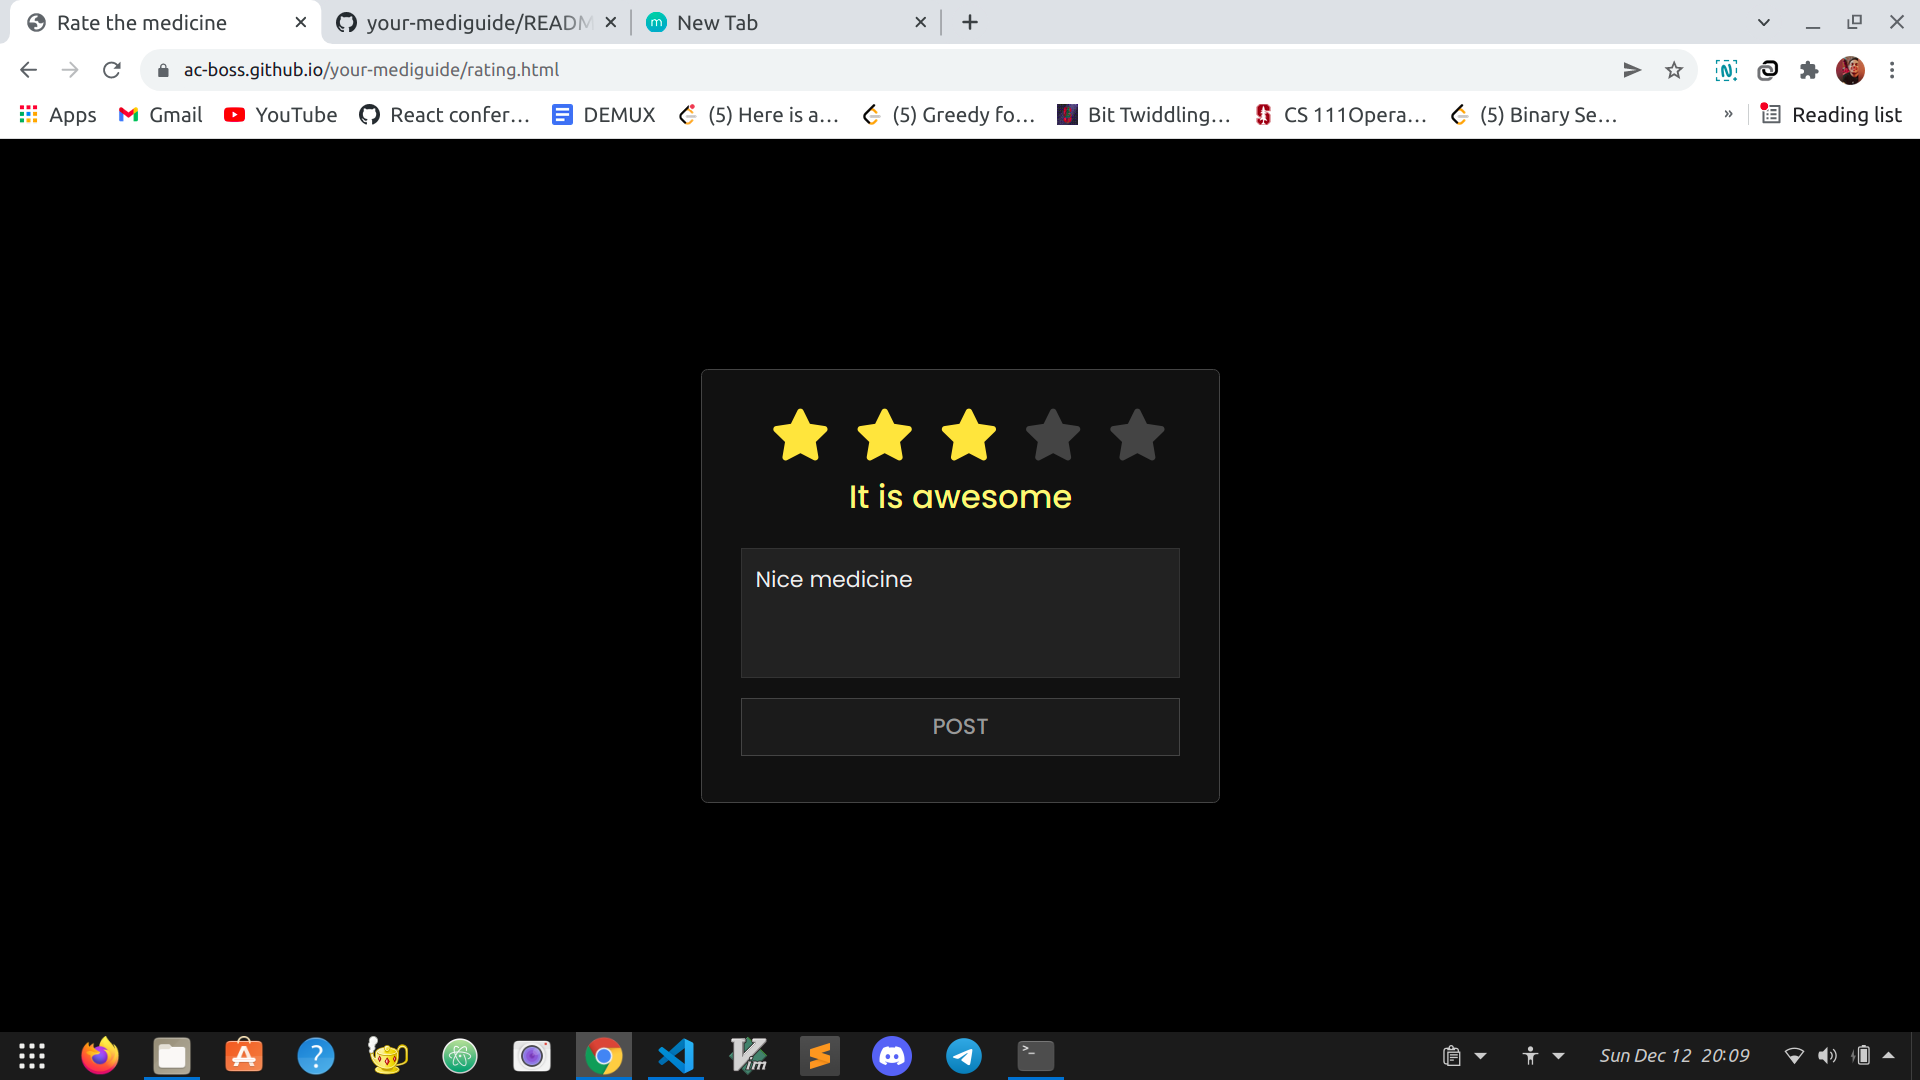 Rate the medicine
your-mediguide/READM
New Tab
ac-boss.github.io/your-mediguide/rating.html
Apps
Gmail
YouTube
React confer…
DEMUX
(5) Here is a…
(5) Greedy fo…
Bit Twiddling…
CS 111Opera…
(5) Binary Se…
»
Reading list
It is awesome
Nice medicine
POST
Sun Dec 12 20:09